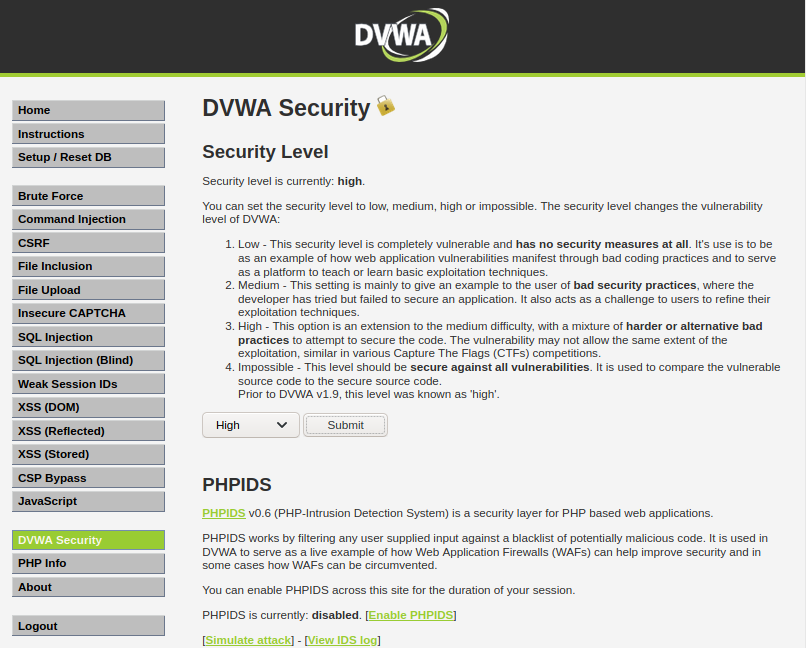 DVWA
Home
Instructions
Setup / Reset DB
Brute Force
Command Injection
CSRF
File Inclusion
File Upload
Insecure CAPTCHA
SQL Injection
SQL Injection (Blind)
Weak Session IDs
XSS (DOM)
XSS (Reflected)
XSS (Stored)
CSP Bypass
JavaScript
DVWA Security
PHP Info
About
Logout
DVWA Security
Security Level
Security level is currently: high.
You can set the security level to low, medium, high or impossible. The security level changes the vulnerability
level of DVWA:
1. Low - This security level is completely vulnerable and has no security measures at all. It's use is to be
as an example of how web application vulnerabilities manifest through bad coding practices and to serve
as a platform to teach or learn basic exploitation techniques.
2. Medium - This setting is mainly to give an example to the user of bad security practices, where the
developer has tried but failed to secure an application. It also acts as a challenge to users to refine their
exploitation techniques.
3. High - This option is an extension to the medium difficulty, with a mixture of harder or alternative bad
practices to attempt to secure the code. The vulnerability may not allow the same extent of the
exploitation, similar in various Capture The Flags (CTFs) competitions.
4. Impossible - This level should be secure against all vulnerabilities. It is used to compare the vulnerable
source code to the secure source code.
Prior to DVWA v1.9, this level was known as 'high'.
High
Submit
PHPIDS
PHPIDS v0.6 (PHP-Intrusion Detection System) is a security layer for PHP based web applications.
PHPIDS works by filtering any user supplied input against a blacklist of potentially malicious code. It is used in
DVWA to serve as a live example of how Web Application Firewalls (WAFs) can help improve security and in
some cases how WAFs can be circumvented.
You can enable PHPIDS across this site for the duration of your session.
PHPIDS is currently: disabled. [Enable PHPIDS]
[Simulate attack] - [View IDS log]